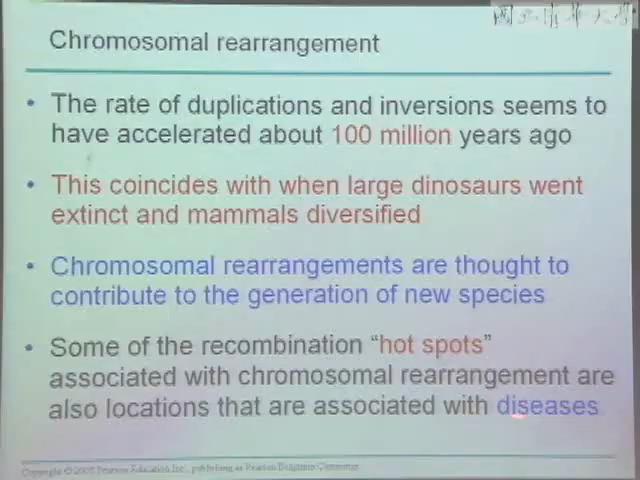 Chromosomal rearrangement
• The rate of duplications and inversions seems to
have accelerated about 100 million years ago
• This coincides with when large dinosaurs went
extinct and mammals diversified
• Chromosomal rearrangements are thought to
contribute to the generation of new species
• Some of the recombination “hot spots”
associated with chromosomal rearrangement are
also locations that are associated with diseases
Pearson Education Inc., publishing as Pearson Benjamin Cummings